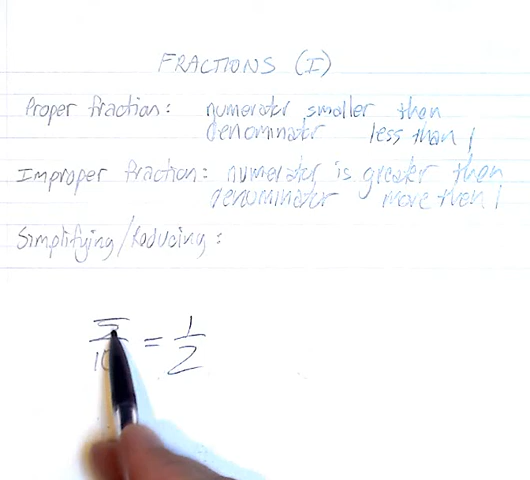 FRACTIONS (I)
Proper fraction: numerator smaller then
denominator less than 1
Improper fraction: numerator is greater then
denominator more then 1
Simplifying/Reducing:
= 1/2